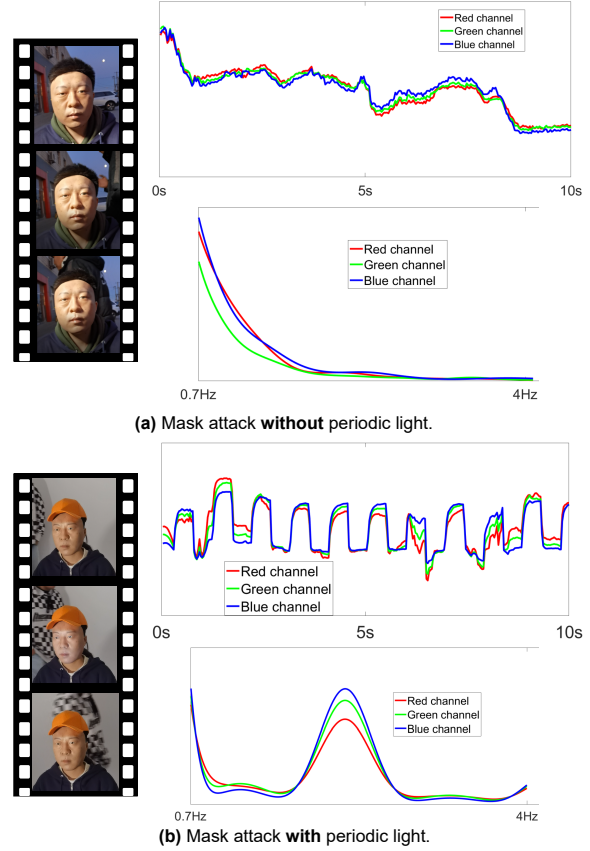 Red channel
Green channel
Blue channel
0s 5s 10s
Red channel
Green channel
Blue channel
0.7Hz 4Hz
(a) Mask attack without periodic light.
Red channel
Green channel
Blue channel
0s 5s 10s
Red channel
Green channel
Blue channel
0.7Hz 4Hz
(b) Mask attack with periodic light.